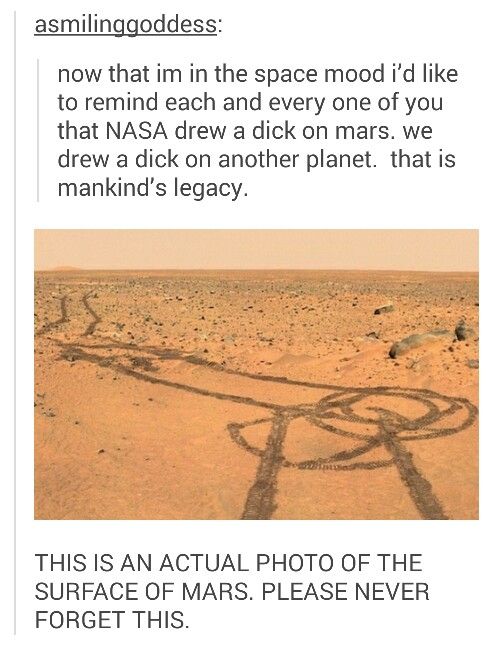 asmilinggoddess:
now that im in the space mood i'd like
to remind each and every one of you
that NASA drew a dick on mars. we
drew a dick on another planet.  that is
mankind's legacy.
THIS IS AN ACTUAL PHOTO OF THE
SURFACE OF MARS. PLEASE NEVER
FORGET THIS.